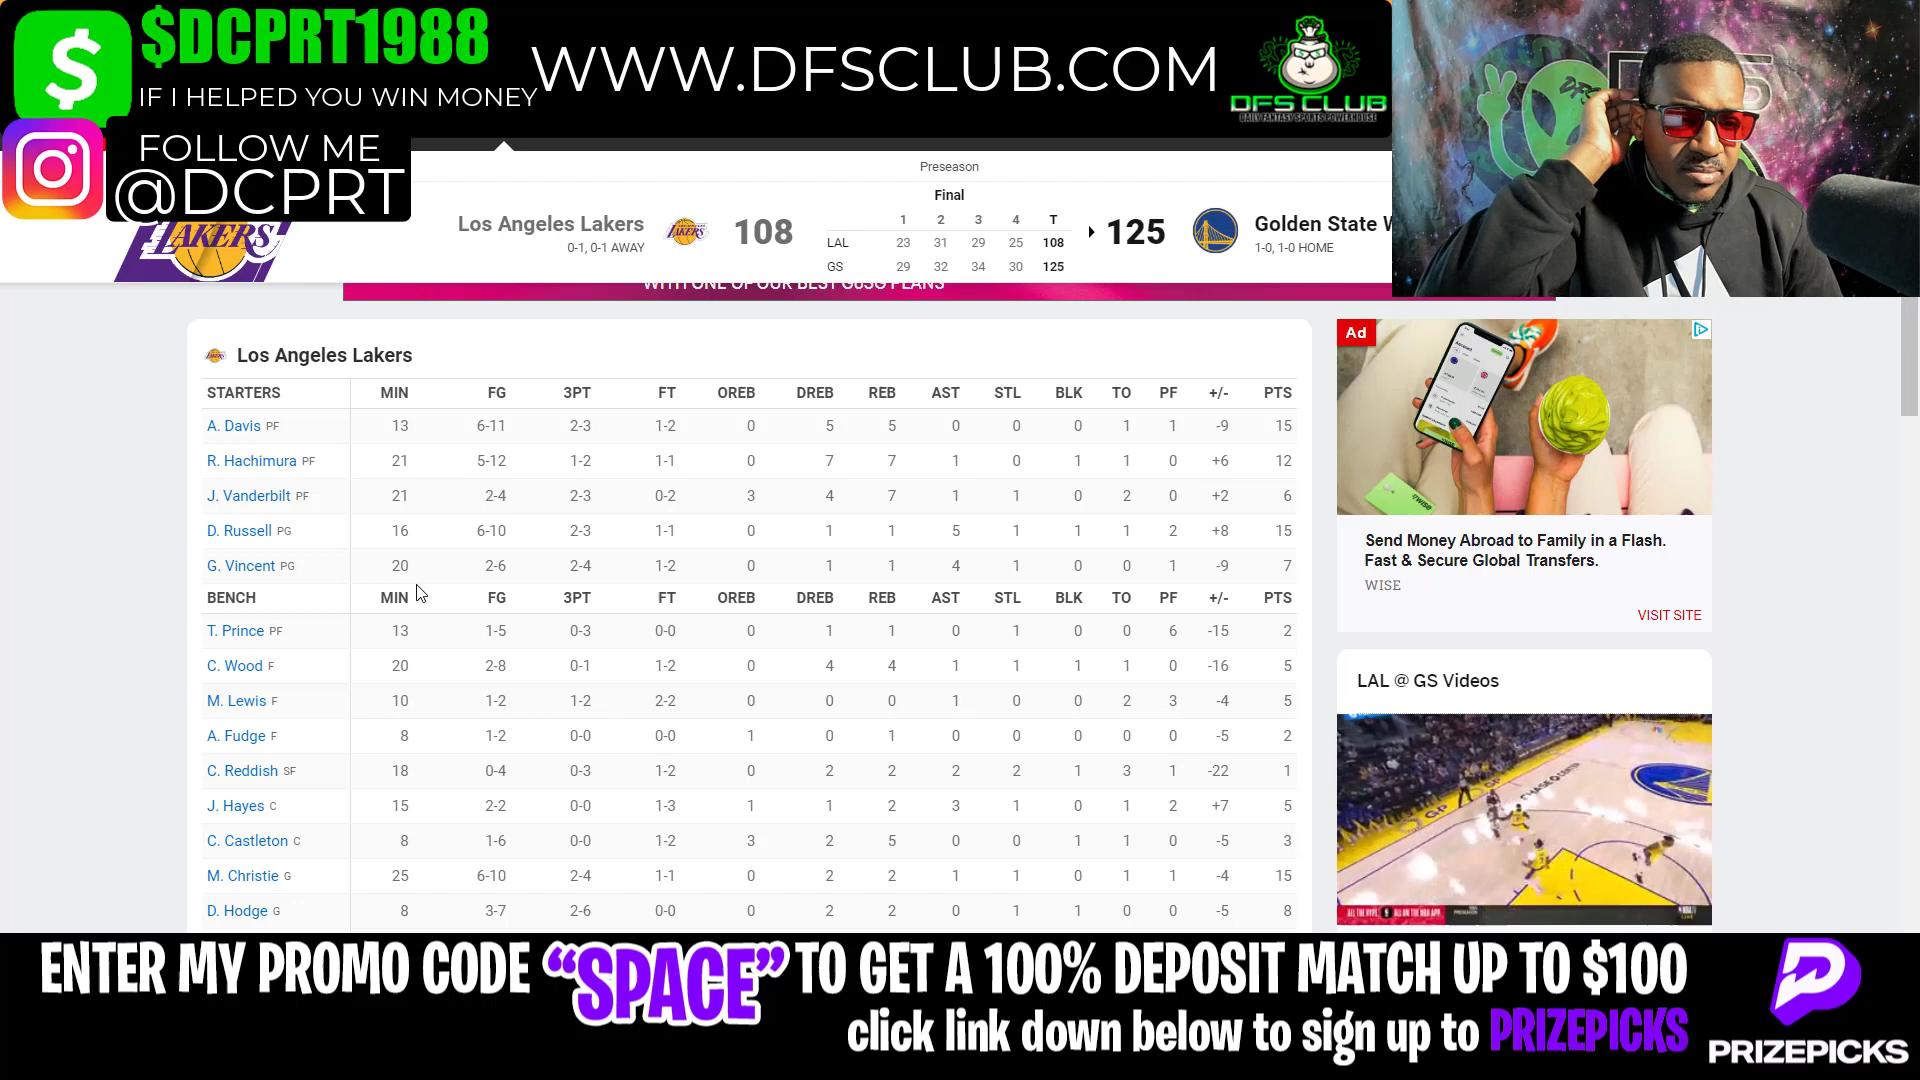 $DCPRT1988
IF I HELPED YOU WIN MONEY
WWW.DFSCLUB.COM
DFS CLUB
DAILY FANTASY SPORTS POWERHOUSE
FOLLOW ME
@DCPRT
LAKERS
Preseason
Final
Los Angeles Lakers
0-1, 0-1 AWAY
108
1 2 3 4 T
LAL 23 31 29 25 108
GS 29 32 34 30 125
125
Golden State W
1-0, 1-0 HOME
WITH ONE OF OUR BEST G63G PLANS
Los Angeles Lakers
STARTERS MIN FG 3PT FT OREB DREB REB AST STL BLK TO PF +/- PTS
A. Davis PF 13 6-11 2-3 1-2 0 5 5 0 0 0 1 1 -9 15
R. Hachimura PF 21 5-12 1-2 1-1 0 7 7 1 0 1 1 0 +6 12
J. Vanderbilt PF 21 2-4 2-3 0-2 3 4 7 1 1 0 2 0 +2 6
D. Russell PG 16 6-10 2-3 1-1 0 1 1 5 1 1 1 2 +8 15
G. Vincent PG 20 2-6 2-4 1-2 0 1 1 4 1 0 0 1 -9 7
BENCH MIN FG 3PT FT OREB DREB REB AST STL BLK TO PF +/- PTS
T. Prince PF 13 1-5 0-3 0-0 0 1 1 0 1 0 0 6 -15 2
C. Wood F 20 2-8 0-1 1-2 0 4 4 1 1 1 1 0 -16 5
M. Lewis F 10 1-2 1-2 2-2 0 0 0 1 0 0 2 3 -4 5
A. Fudge F 8 1-2 0-0 0-0 1 0 1 0 0 0 0 0 -5 2
C. Reddish SF 18 0-4 0-3 1-2 0 2 2 2 2 1 3 1 -22 1
J. Hayes C 15 2-2 0-0 1-3 1 1 2 3 1 0 1 2 +7 5
C. Castleton C 8 1-6 0-0 1-2 3 2 5 0 0 1 1 0 -5 3
M. Christie G 25 6-10 2-4 1-1 0 2 2 1 1 0 1 1 -4 15
D. Hodge G 8 3-7 2-6 0-0 0 2 2 0 1 1 0 0 -5 8
Ad
Send Money Abroad to Family in a Flash.
Fast & Secure Global Transfers.
WISE
VISIT SITE
LAL @ GS Videos
ENTER MY PROMO CODE "SPACE" TO GET A 100% DEPOSIT MATCH UP TO $100
click link down below to sign up to PRIZEPICKS
PRIZEPICKS